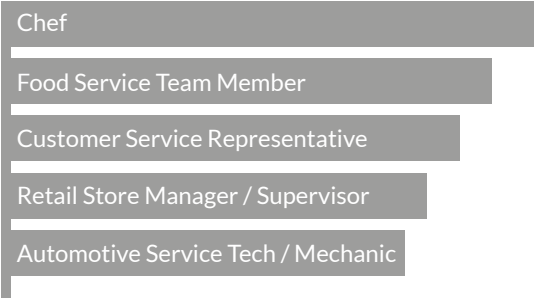 Chef
Food Service Team Member
Customer Service Representative
Retail Store Manager / Supervisor
Automotive Service Tech / Mechanic